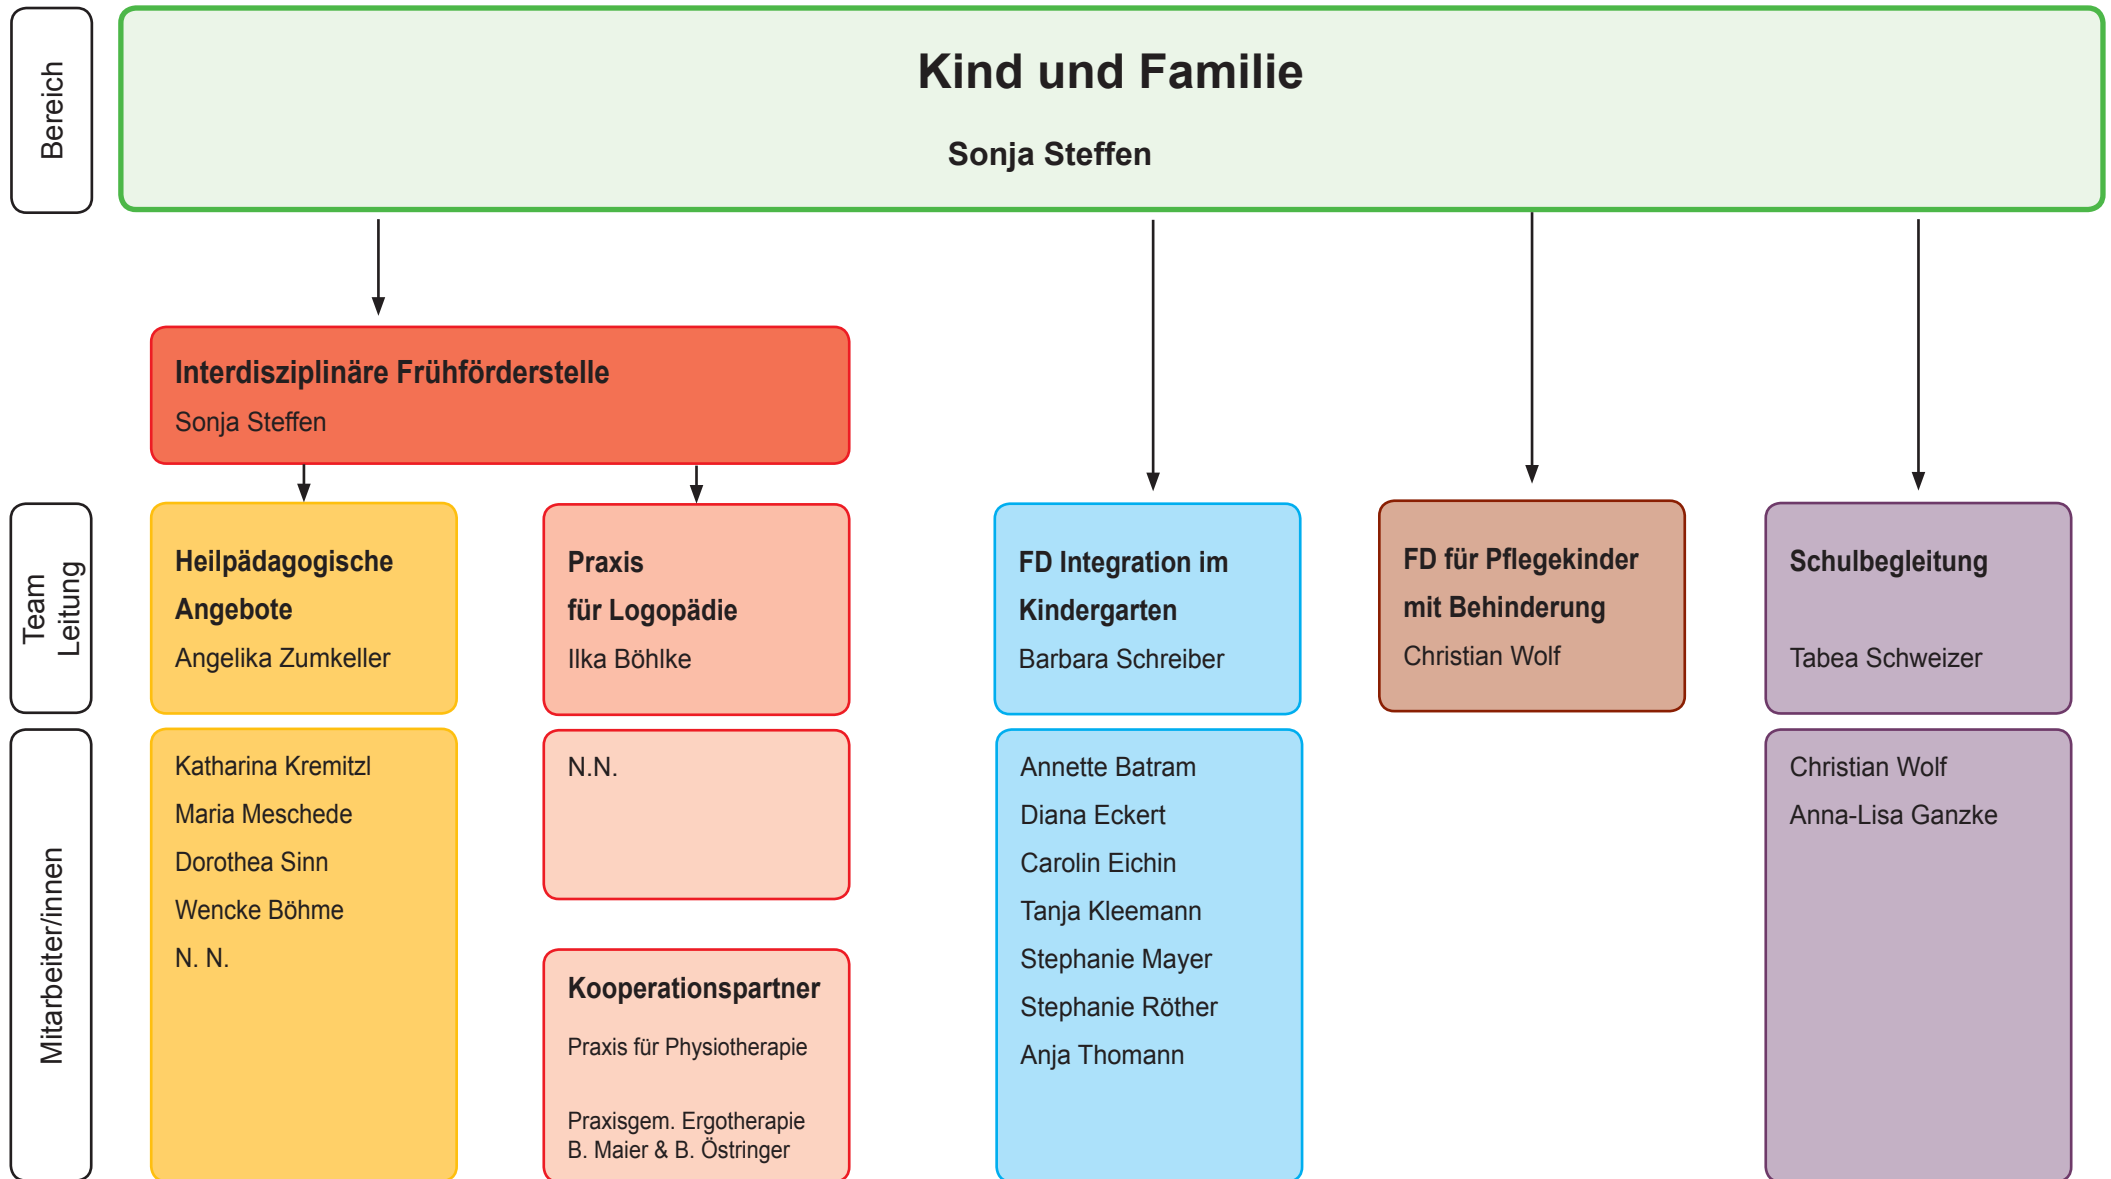 Bereich
Kind und Familie
Sonja Steffen
Interdisziplinäre Frühförderstelle
Sonja Steffen
Team
Leitung
Heilpädagogische
Angebote
Angelika Zumkeller
Praxis
für Logopädie
Ilka Böhlke
FD Integration im
Kindergarten
Barbara Schreiber
FD für Pflegekinder
mit Behinderung
Christian Wolf
Schulbegleitung
Tabea Schweizer
Mitarbeiter/innen
Katharina Kremitzl
Maria Meschede
Dorothea Sinn
Wencke Böhme
N. N.
N.N.
Kooperationspartner
Praxis für Physiotherapie
Praxisgem. Ergotherapie
B. Maier & B. Östringer
Annette Batram
Diana Eckert
Carolin Eichin
Tanja Kleemann
Stephanie Mayer
Stephanie Röther
Anja Thomann
Christian Wolf
Anna-Lisa Ganzke